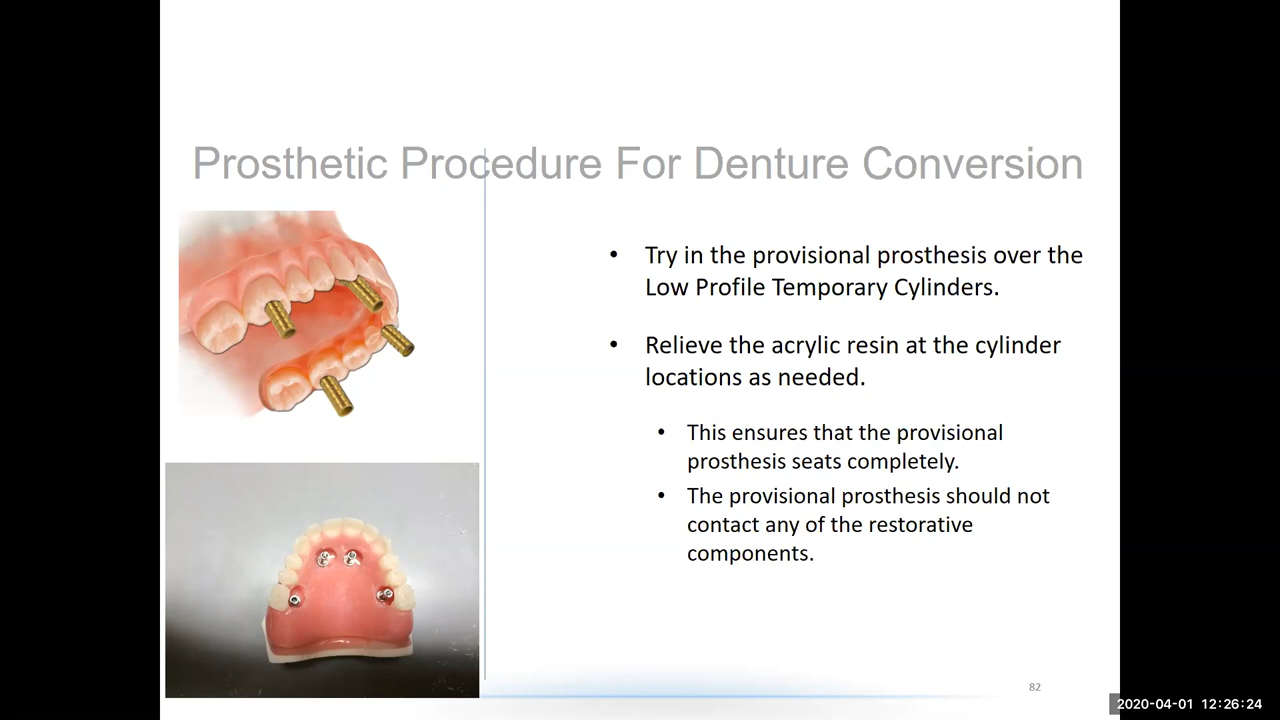 Prosthetic Procedure For Denture Conversion
• Try in the provisional prosthesis over the
Low Profile Temporary Cylinders.
• Relieve the acrylic resin at the cylinder
locations as needed.
• This ensures that the provisional
prosthesis seats completely.
• The provisional prosthesis should not
contact any of the restorative
components.
82
2020-04-01 12:26:24